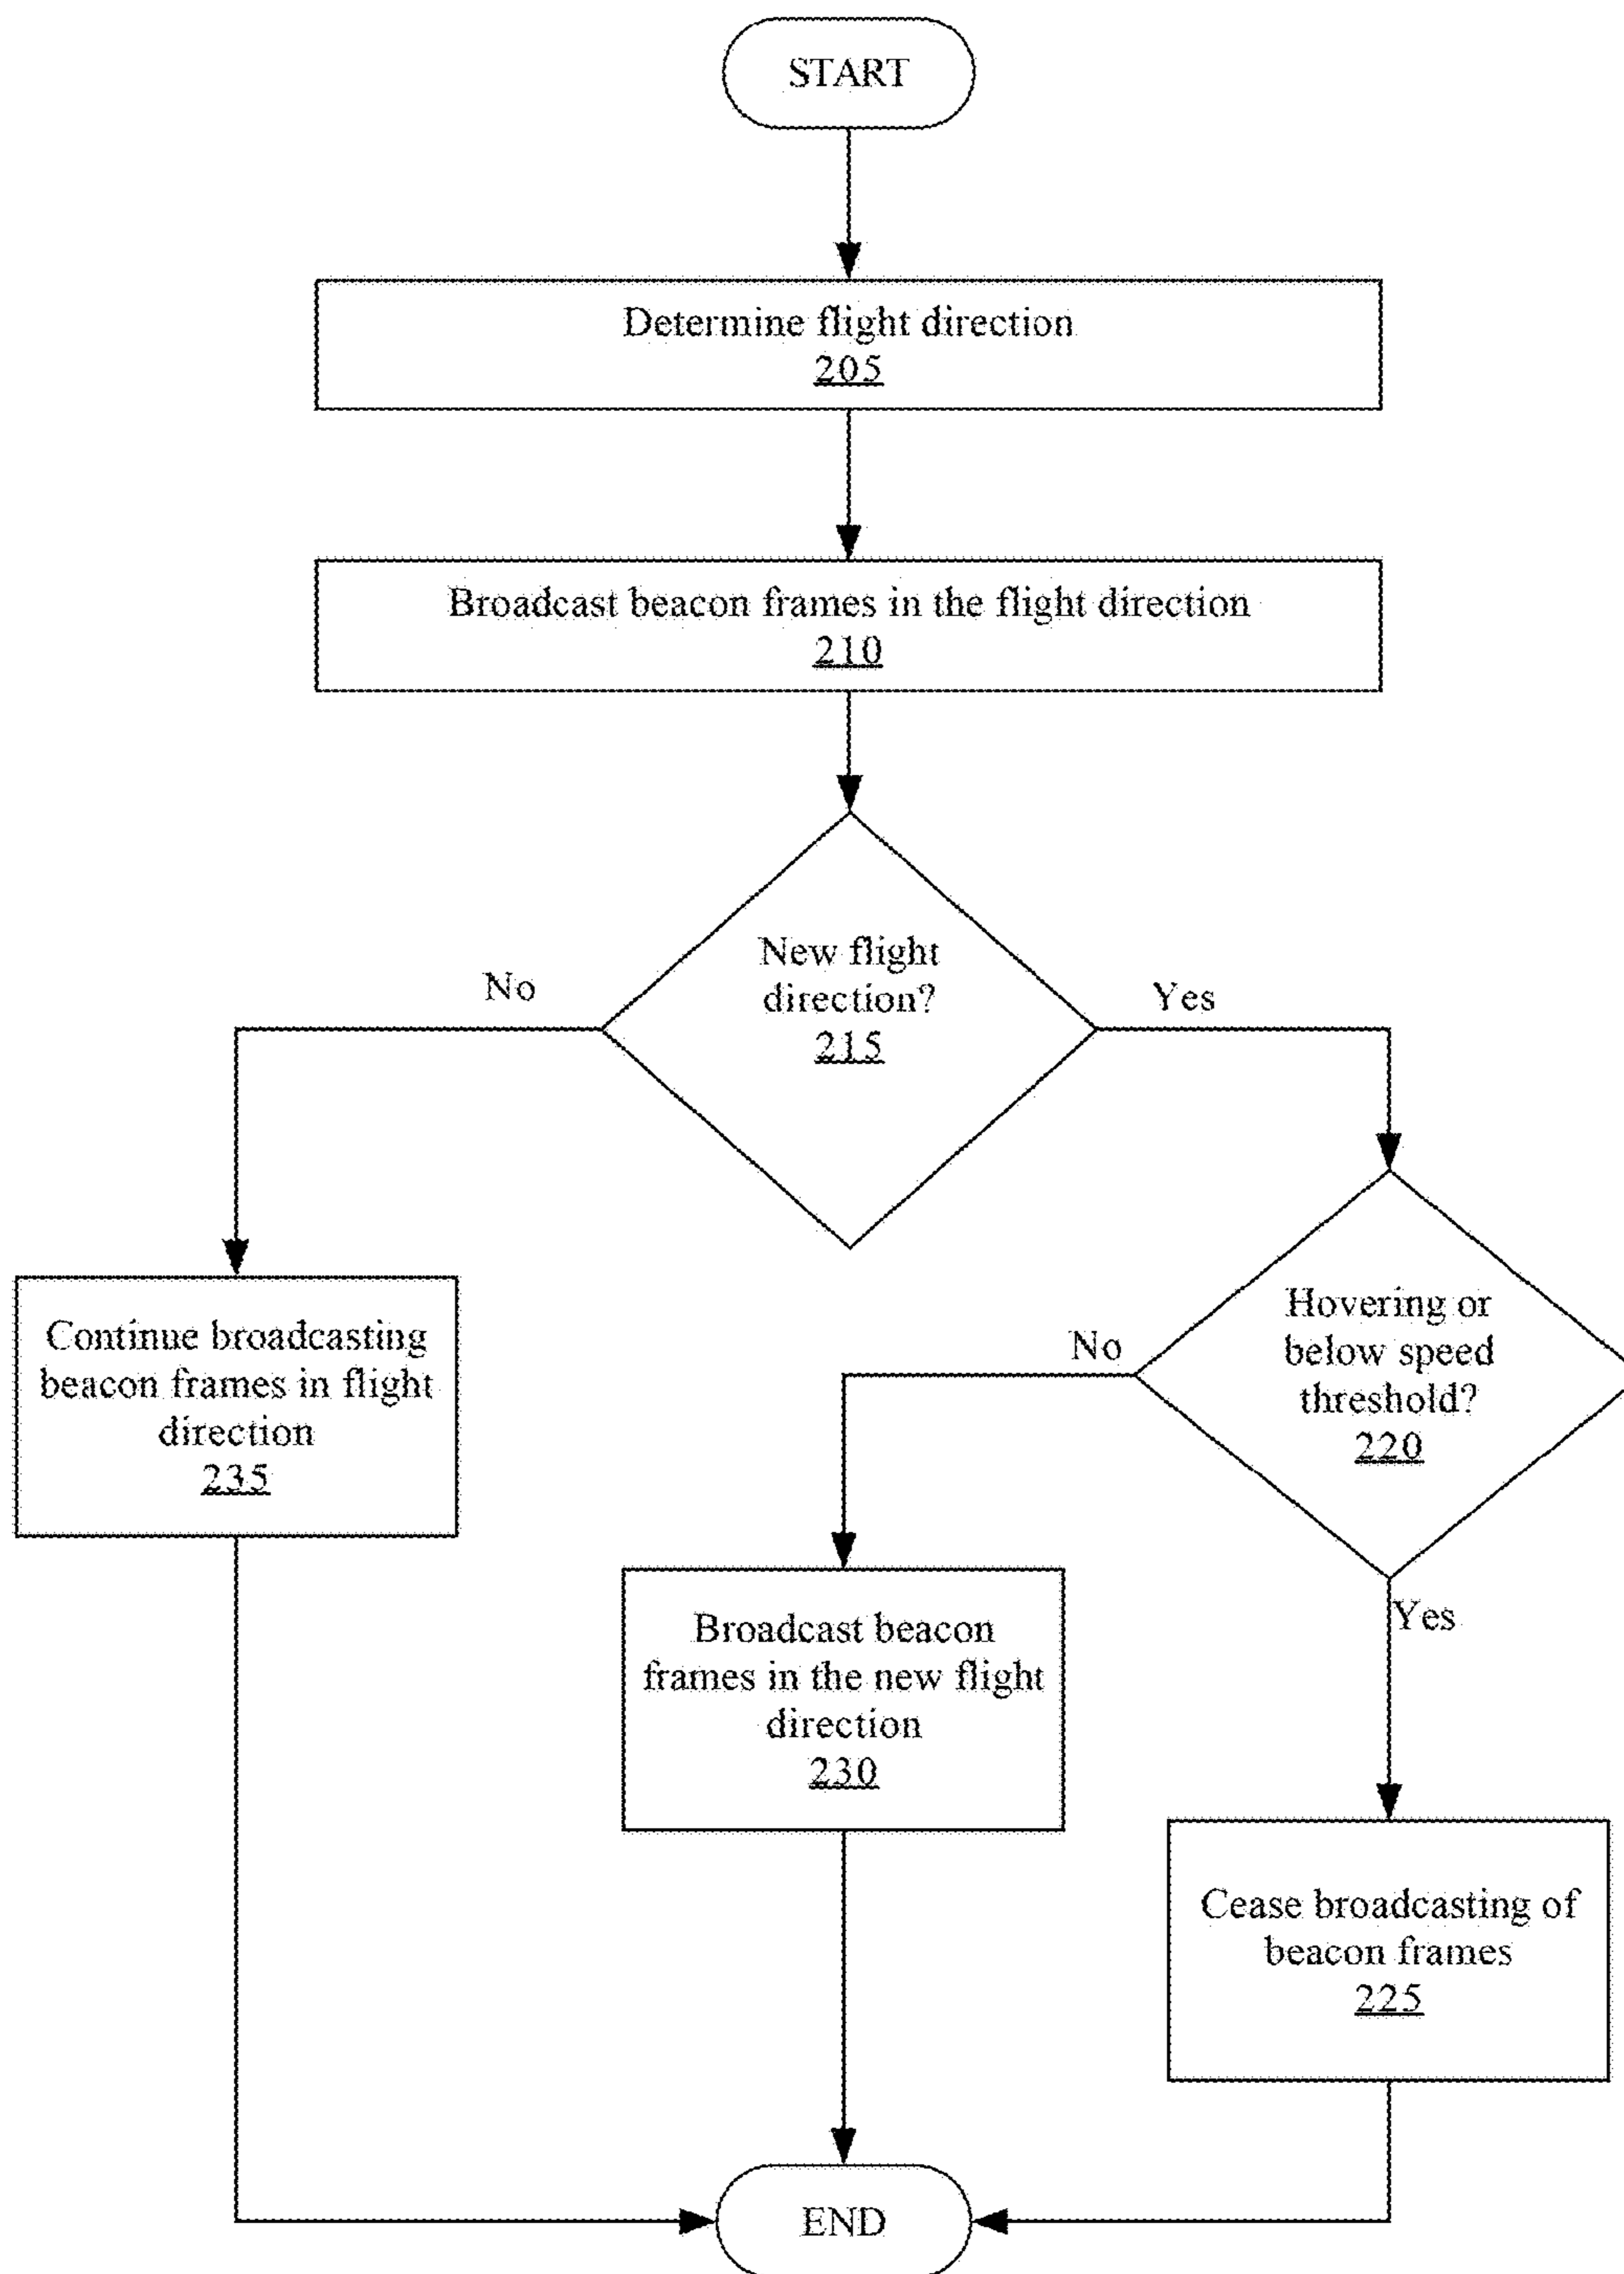 START
Determine flight direction
205
Broadcast beacon frames in the flight direction
210
New flight
direction?
215
No
Yes
Hovering or
below speed
threshold?
220
No
Yes
Continue broadcasting
beacon frames in flight
direction
235
Broadcast beacon
frames in the new flight
direction
230
Cease broadcasting of
beacon frames
225
END